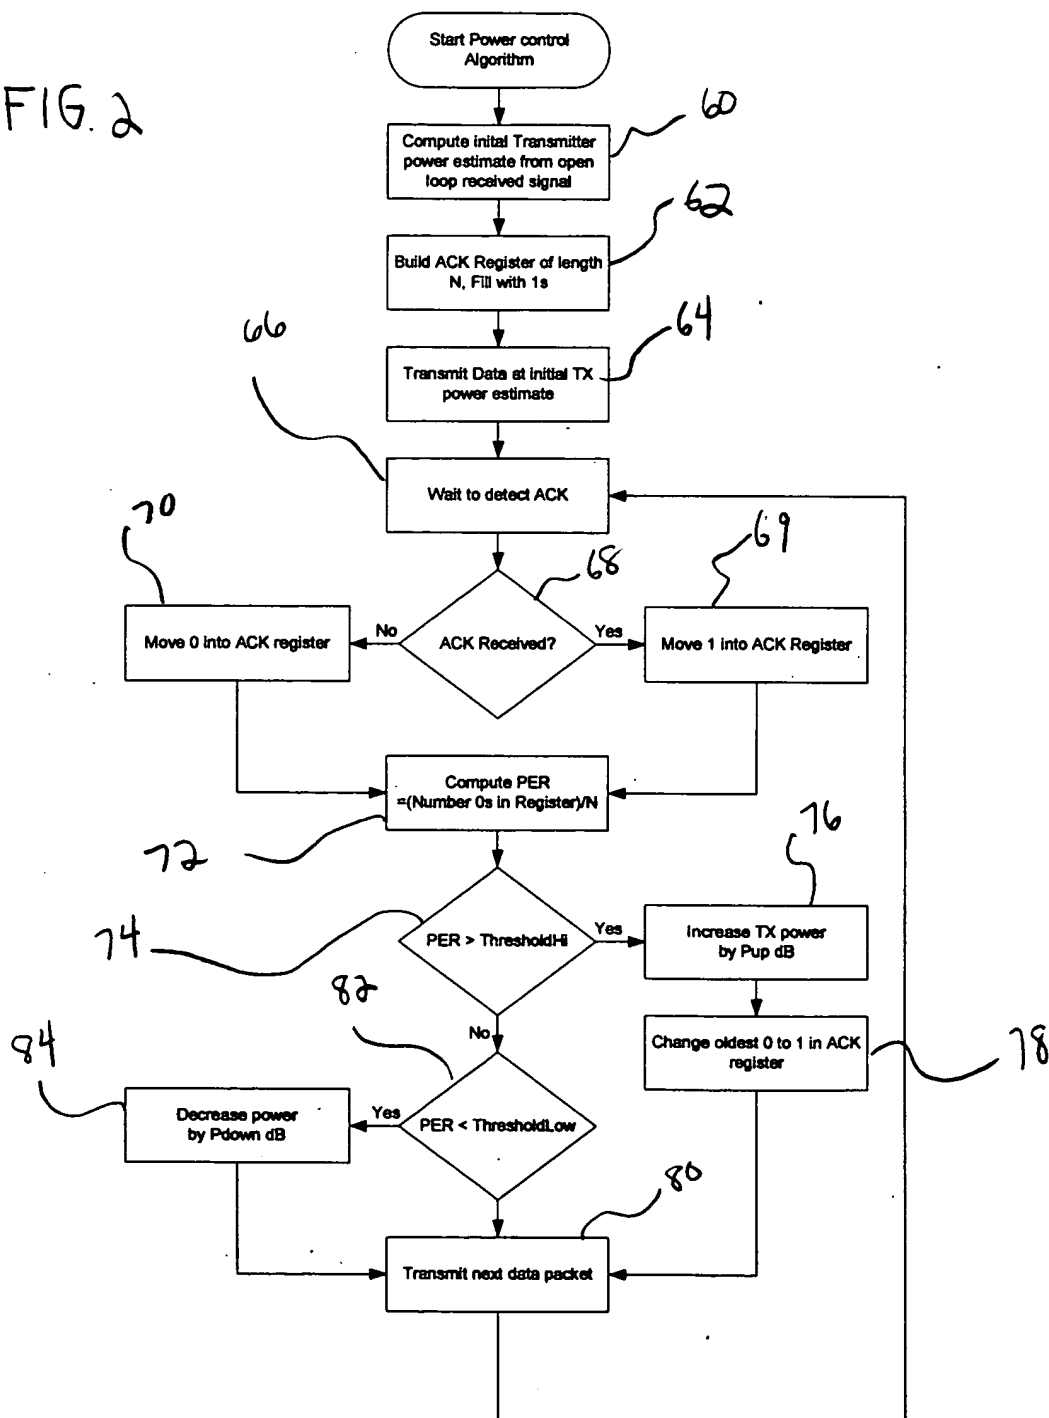 Start Power control
Algorithm
FIG. 2
60
Compute inital Transmitter
power estimate from open
loop received signal
62
Build ACK Register of length
N, Fill with 1s
64
66
Transmit Data at initial TX
power estimate
Wait to detect ACK
70
69
68
Move 0 into ACK register
No
ACK Received?
Yes
Move 1 into ACK Register
Compute PER
=(Number 0s in Register)/N
72
76
74
PER > ThresholdHi
Yes
Increase TX power
by Pup dB
82
No
84
Change oldest 0 to 1 in ACK
register
78
Decrease power
by Pdown dB
Yes
PER < ThresholdLow
80
Transmit next data packet